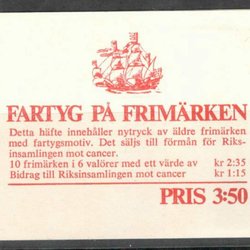 FARTYG PÅ FRIMÄRKEN
Detta häfte innehåller nytryck av äldre frimärken
med fartygsmotiv. Det säljs till förmån för Riks-
insamlingen mot cancer.
10 frimärken i 6 valörer med ett värde av kr 2:35
Bidrag till Riksinsamlingen mot cancer kr 1:15
PRIS 3:50